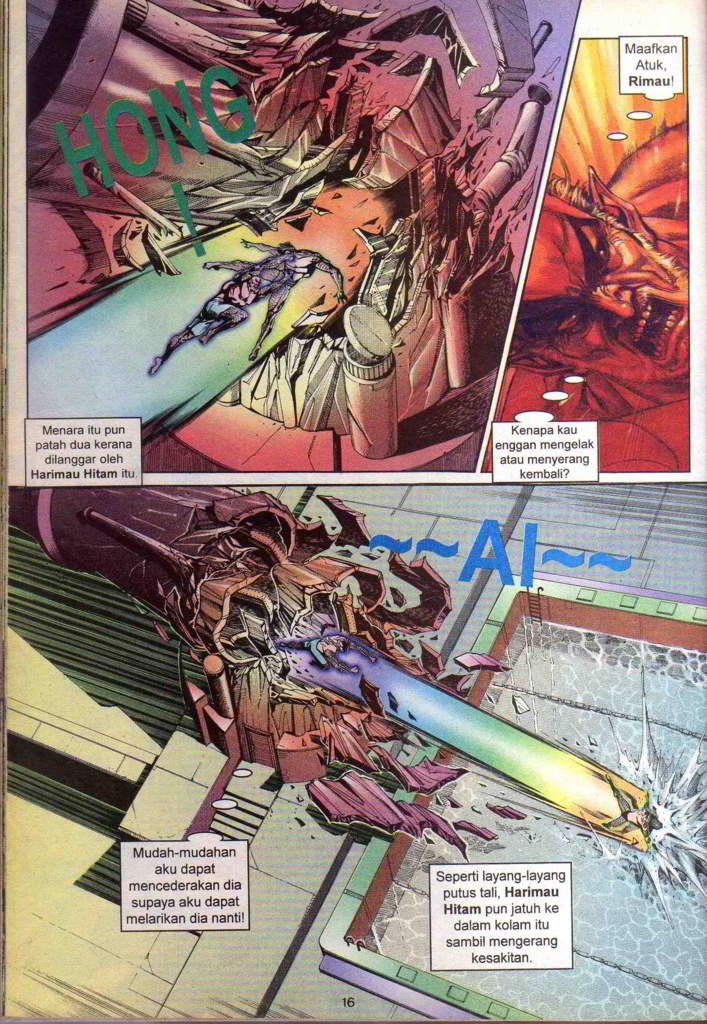 HONG
!
Menara itu pun
patah dua kerana
dilanggar oleh
Harimau Hitam itu.
Maafkan
Atuk,
Rimau!
Kenapa kau
enggan mengelak
atau menyerang
kembali?
~~AI~~
Mudah-mudahan
aku dapat
mencederakan dia
supaya aku dapat
melarikan dia nanti!
Seperti layang-layang
putus tali, Harimau
Hitam pun jatuh ke
dalam kolam itu
sambil mengerang
kesakitan.
16